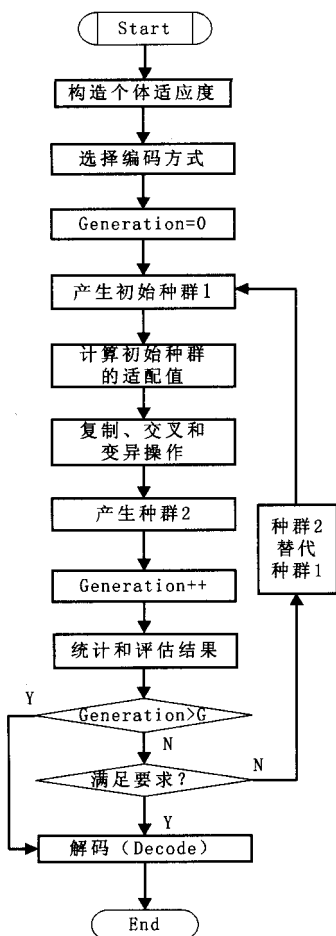 Start
构造个体适应度
选择编码方式
Generation=0
产生初始种群1
计算初始种群
的适配值
复制、交叉和
变异操作
产生种群2
种群2
替代
种群1
Generation++
统计和评估结果
Y
Generation>G
N
满足要求?
N
Y
解码（Decode）
End